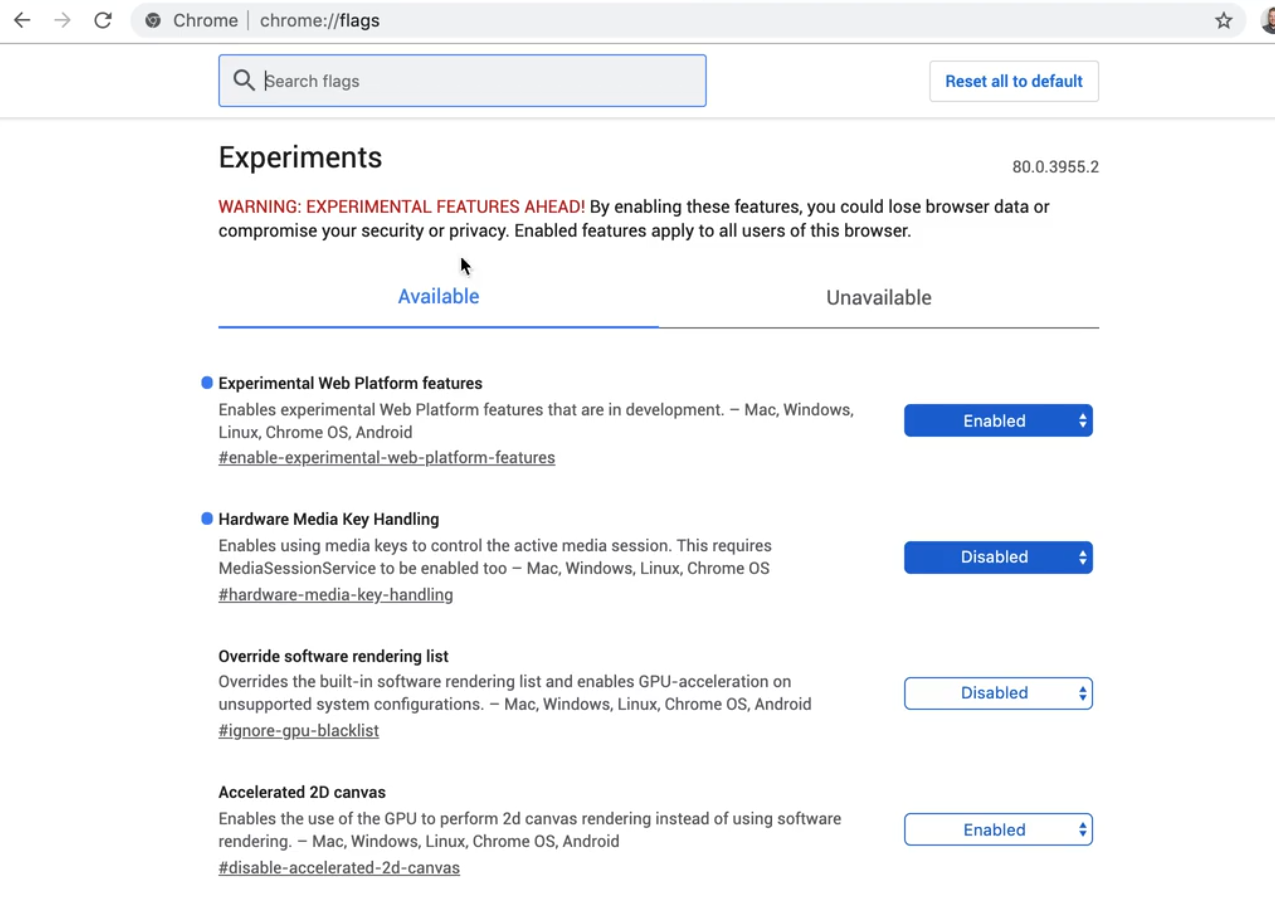 Chrome | chrome://flags
Search flags
Reset all to default
Experiments
80.0.3955.2
WARNING: EXPERIMENTAL FEATURES AHEAD! By enabling these features, you could lose browser data or
compromise your security or privacy. Enabled features apply to all users of this browser.
Available
Unavailable
Experimental Web Platform features
Enables experimental Web Platform features that are in development. – Mac, Windows,
Linux, Chrome OS, Android
#enable-experimental-web-platform-features
Enabled
Hardware Media Key Handling
Enables using media keys to control the active media session. This requires
MediaSessionService to be enabled too – Mac, Windows, Linux, Chrome OS
#hardware-media-key-handling
Disabled
Override software rendering list
Overrides the built-in software rendering list and enables GPU-acceleration on
unsupported system configurations. – Mac, Windows, Linux, Chrome OS, Android
#ignore-gpu-blacklist
Disabled
Accelerated 2D canvas
Enables the use of the GPU to perform 2d canvas rendering instead of using software
rendering. – Mac, Windows, Linux, Chrome OS, Android
#disable-accelerated-2d-canvas
Enabled